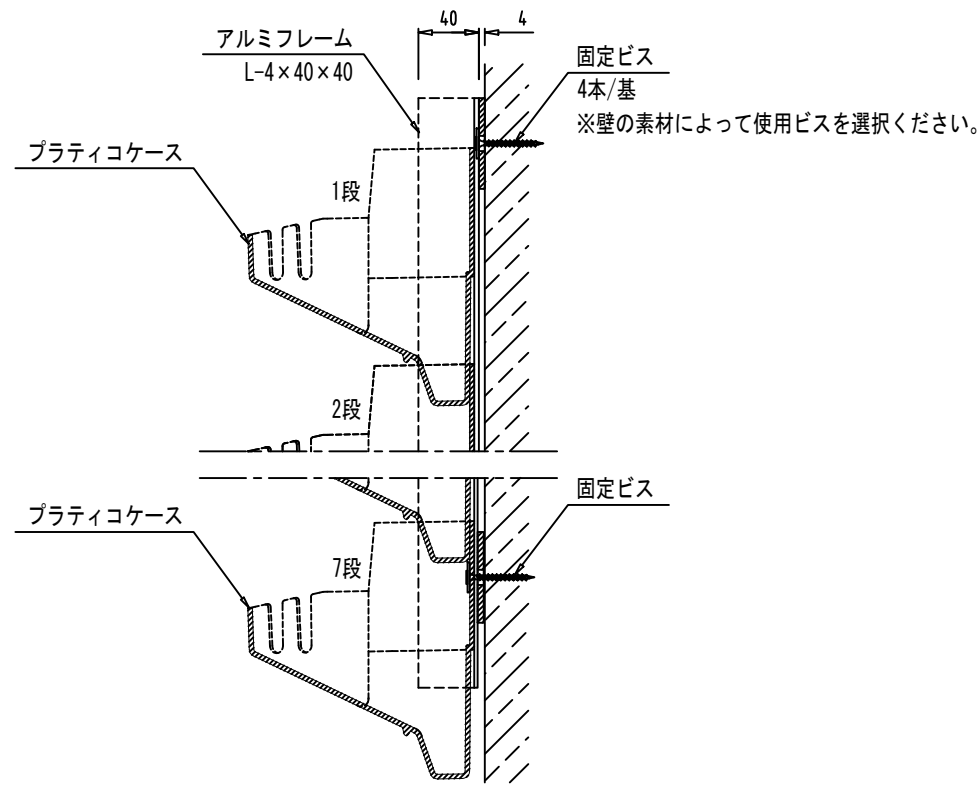 40
4
アルミフレーム
L-4×40×40
固定ビス
4本/基
※壁の素材によって使用ビスを選択ください。
プラティコケース
1段
2段
固定ビス
プラティコケース
7段